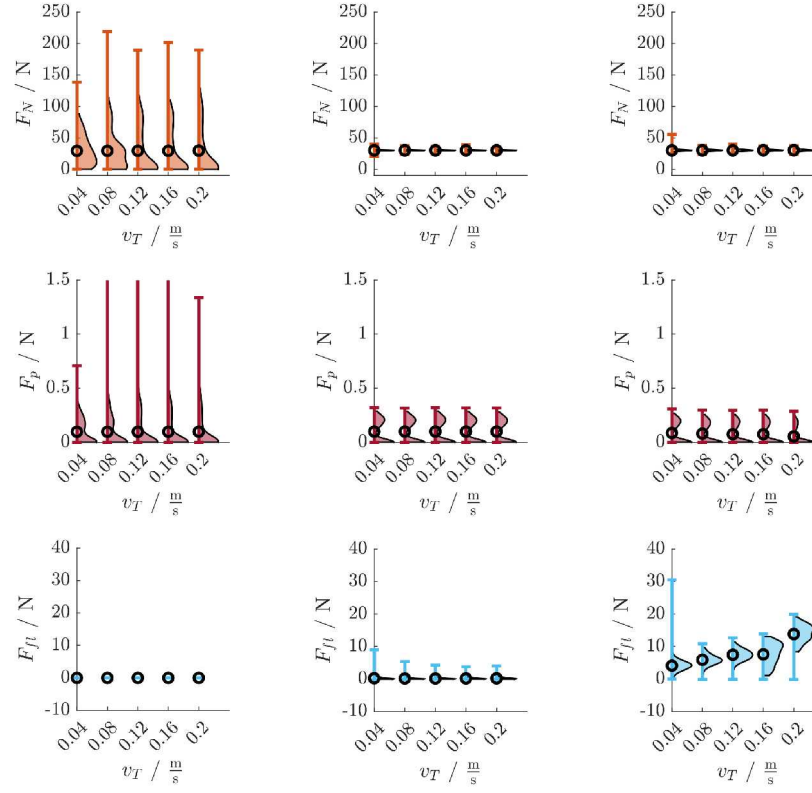 250 250 250
200 200 200
150 150 150
100 100 100
50 50 50
0 0 0
F_N / N F_N / N F_N / N
0.04 0.08 0.12 0.16 0.2 0.04 0.08 0.12 0.16 0.2 0.04 0.08 0.12 0.16 0.2
v_T / m/s v_T / m/s v_T / m/s
1.5 1.5 1.5
1 1 1
0.5 0.5 0.5
0 0 0
F_p / N F_p / N F_p / N
0.04 0.08 0.12 0.16 0.2 0.04 0.08 0.12 0.16 0.2 0.04 0.08 0.12 0.16 0.2
v_T / m/s v_T / m/s v_T / m/s
40 40 40
30 30 30
20 20 20
10 10 10
0 0 0
-10 -10 -10
F_fl / N F_fl / N F_fl / N
0.04 0.08 0.12 0.16 0.2 0.04 0.08 0.12 0.16 0.2 0.04 0.08 0.12 0.16 0.2
v_T / m/s v_T / m/s v_T / m/s